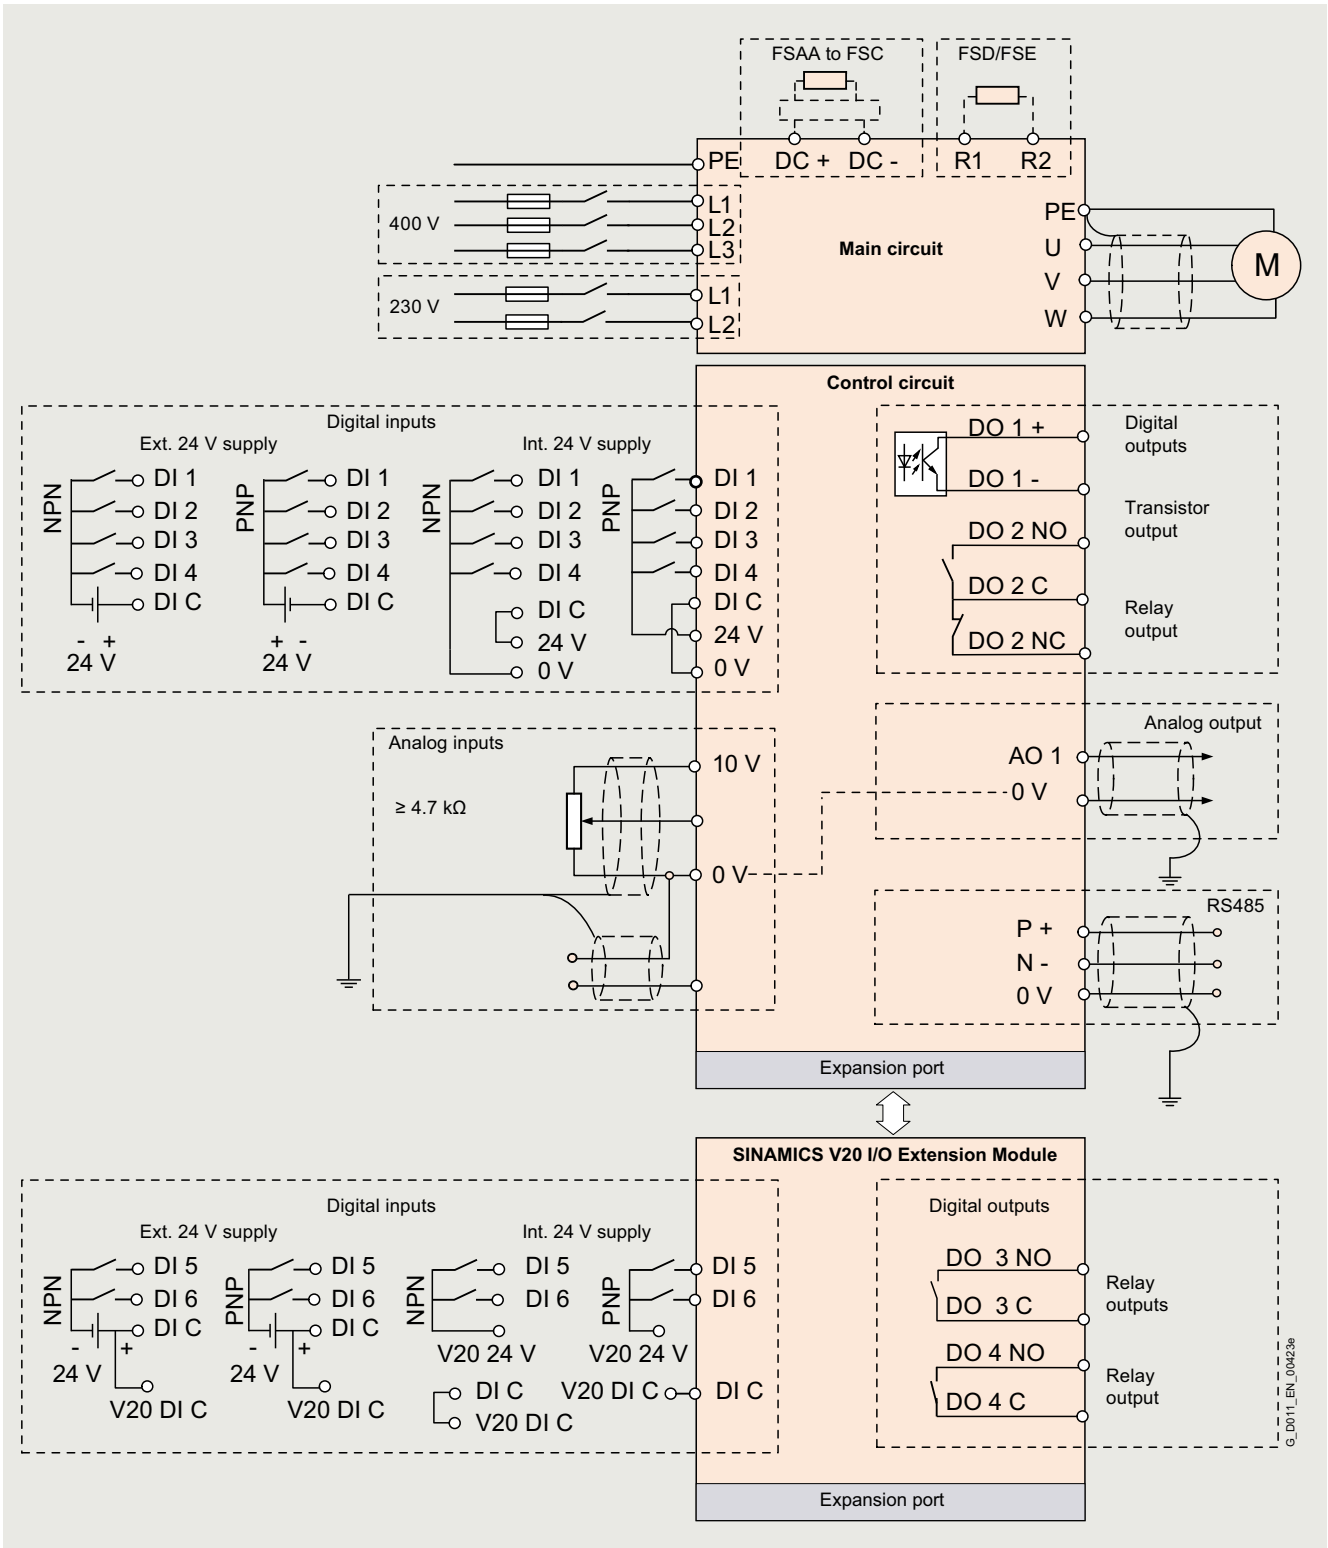 FSAA to FSC
FSD/FSE
PE
DC + DC -
R1 R2
400 V
L1
L2
L3
230 V
L1
L2
Main circuit
PE
U
V
W
M
Control circuit
Digital inputs
Ext. 24 V supply
Int. 24 V supply
NPN
DI 1
DI 2
DI 3
DI 4
DI C
- +
24 V
PNP
DI 1
DI 2
DI 3
DI 4
DI C
+ -
24 V
NPN
DI 1
DI 2
DI 3
DI 4
DI C
24 V
0 V
PNP
DI 1
DI 2
DI 3
DI 4
DI C
24 V
0 V
DO 1 +
DO 1 -
DO 2 NO
DO 2 C
DO 2 NC
Digital
outputs
Transistor
output
Relay
output
Analog inputs
≥ 4.7 kΩ
10 V
0 V
Analog output
AO 1
0 V
RS485
P +
N -
0 V
Expansion port
SINAMICS V20 I/O Extension Module
Digital inputs
Ext. 24 V supply
Int. 24 V supply
NPN
DI 5
DI 6
DI C
- +
24 V
V20 DI C
PNP
DI 5
DI 6
DI C
- +
24 V
V20 DI C
NPN
DI 5
DI 6
V20 24 V
DI C
V20 DI C
PNP
DI 5
DI 6
V20 24 V
V20 DI C
DI C
Digital outputs
DO 3 NO
DO 3 C
DO 4 NO
DO 4 C
Relay
outputs
Relay
output
G_D011_EN_00423e
Expansion port